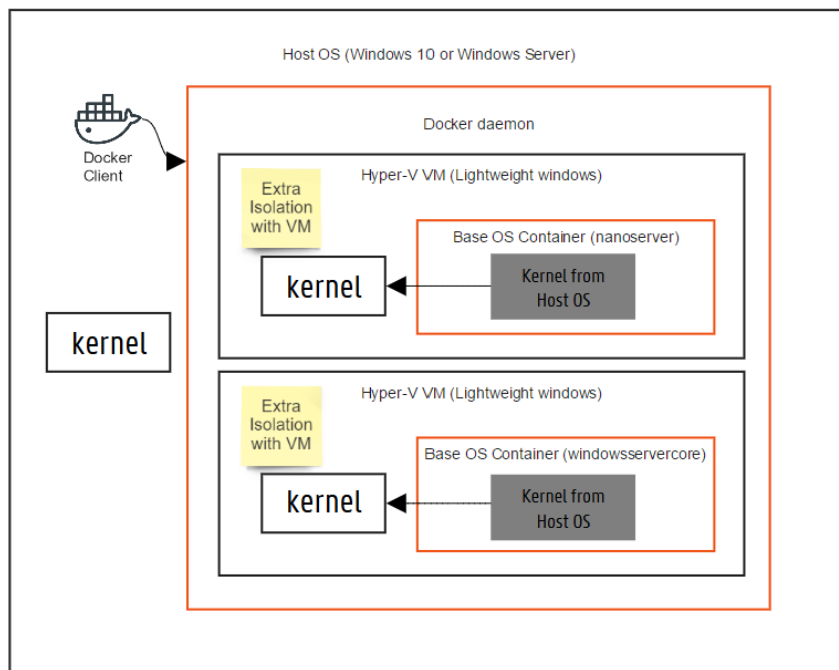 Host OS (Windows 10 or Windows Server)
Docker
Client
Docker daemon
Hyper-V VM (Lightweight windows)
Extra
Isolation
with VM
Base OS Container (nanoserver)
kernel
Kernel from
Host OS
kernel
Hyper-V VM (Lightweight windows)
Extra
Isolation
with VM
Base OS Container (windowsservercore)
kernel
Kernel from
Host OS